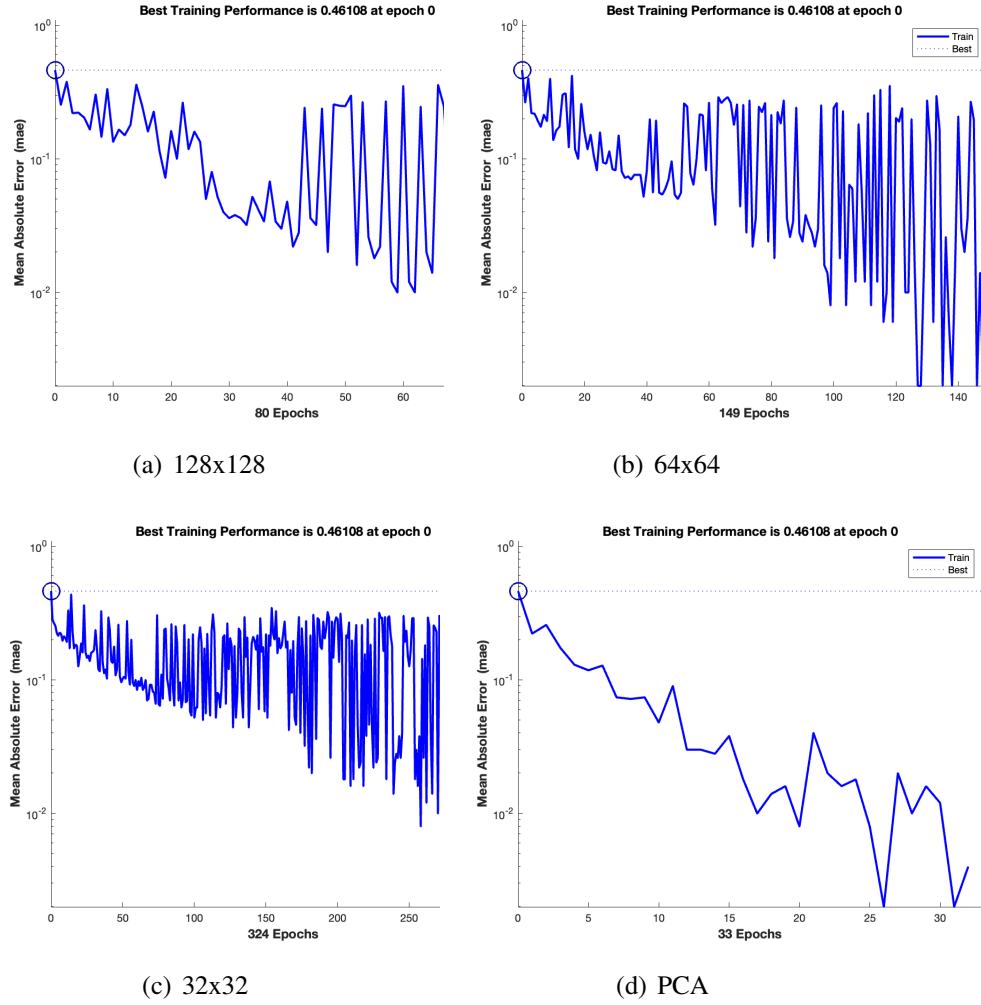 Best Training Performance is 0.46108 at epoch 0
10^0
10^-1
10^-2
Mean Absolute Error (mae)
0 10 20 30 40 50 60
80 Epochs
(a) 128x128
Best Training Performance is 0.46108 at epoch 0
Train
Best
10^0
10^-1
10^-2
Mean Absolute Error (mae)
0 20 40 60 80 100 120 140
149 Epochs
(b) 64x64
Best Training Performance is 0.46108 at epoch 0
10^0
10^-1
10^-2
Mean Absolute Error (mae)
0 50 100 150 200 250
324 Epochs
(c) 32x32
Best Training Performance is 0.46108 at epoch 0
Train
Best
10^0
10^-1
10^-2
Mean Absolute Error (mae)
0 5 10 15 20 25 30
33 Epochs
(d) PCA